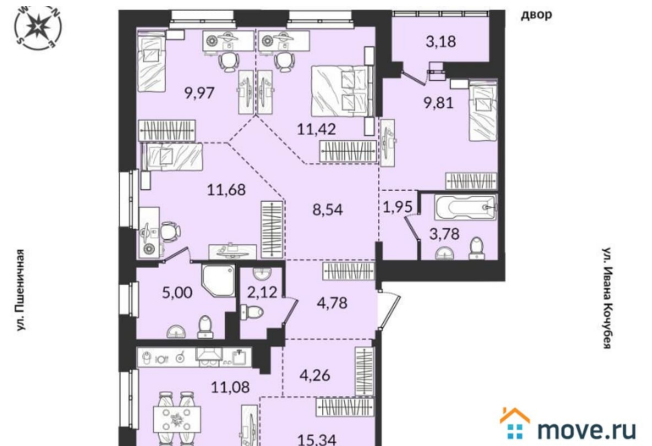 N
E
S
W
двор
3,18
9,97
9,81
11,42
11,68
8,54
1,95
3,78
5,00
2,12
4,78
4,26
11,08
15,34
ул. Пшеничная
ул. Ивана Кочубея
move.ru